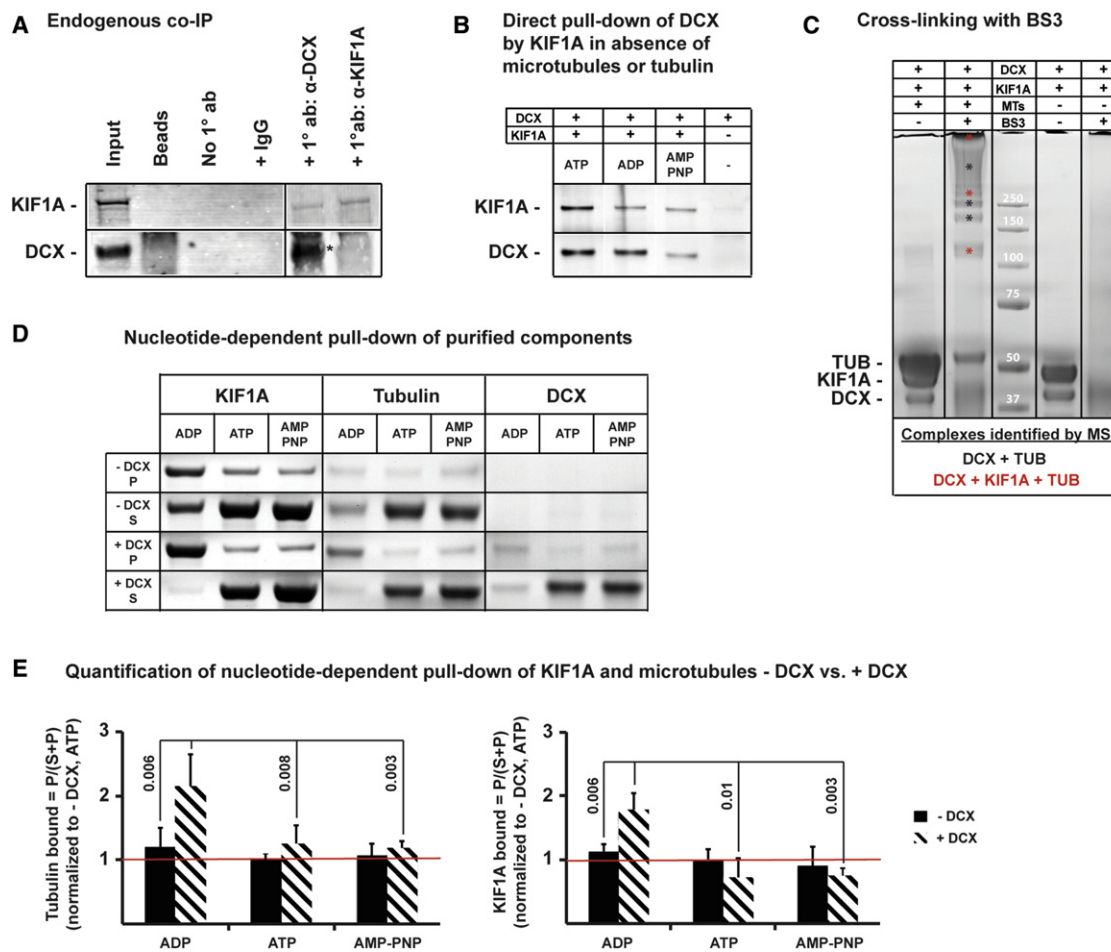 A Endogenous co-IP
Input
Beads
No 1° ab
+ IgG
+ 1° ab: α-DCX
+ 1°ab: α-KIF1A
KIF1A -
DCX -
*
B Direct pull-down of DCX
by KIF1A in absence of
microtubules or tubulin
DCX + + + +
KIF1A + + + -
ATP ADP AMP PNP -
KIF1A -
DCX -
C Cross-linking with BS3
+ + DCX + +
+ + KIF1A + +
+ + MTs - -
- + BS3 - +
*
*
*
*
*
*
250
150
100
75
50
37
TUB -
KIF1A -
DCX -
Complexes identified by MS
DCX + TUB
DCX + KIF1A + TUB
D Nucleotide-dependent pull-down of purified components
KIF1A Tubulin DCX
ADP ATP AMP PNP ADP ATP AMP PNP ADP ATP AMP PNP
- DCX
P
- DCX
S
+ DCX
P
+ DCX
S
E Quantification of nucleotide-dependent pull-down of KIF1A and microtubules - DCX vs. + DCX
Tubulin bound = P/(S+P)
(normalized to - DCX, ATP)
3
2
1
0.006
0.008
0.003
ADP ATP AMP-PNP
KIF1A bound = P/(S+P)
(normalized to - DCX, ATP)
3
2
1
0.006
0.01
0.003
ADP ATP AMP-PNP
- DCX
+ DCX